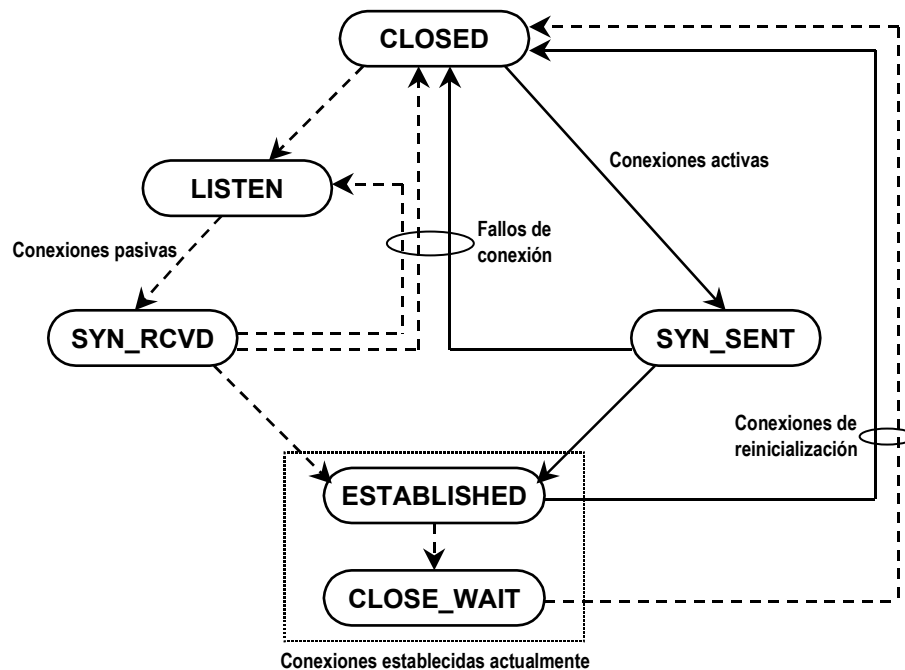 CLOSED
Conexiones activas
LISTEN
Conexiones pasivas
Fallos de
conexión
SYN_RCVD
SYN_SENT
Conexiones de
reinicialización
ESTABLISHED
CLOSE_WAIT
Conexiones establecidas actualmente